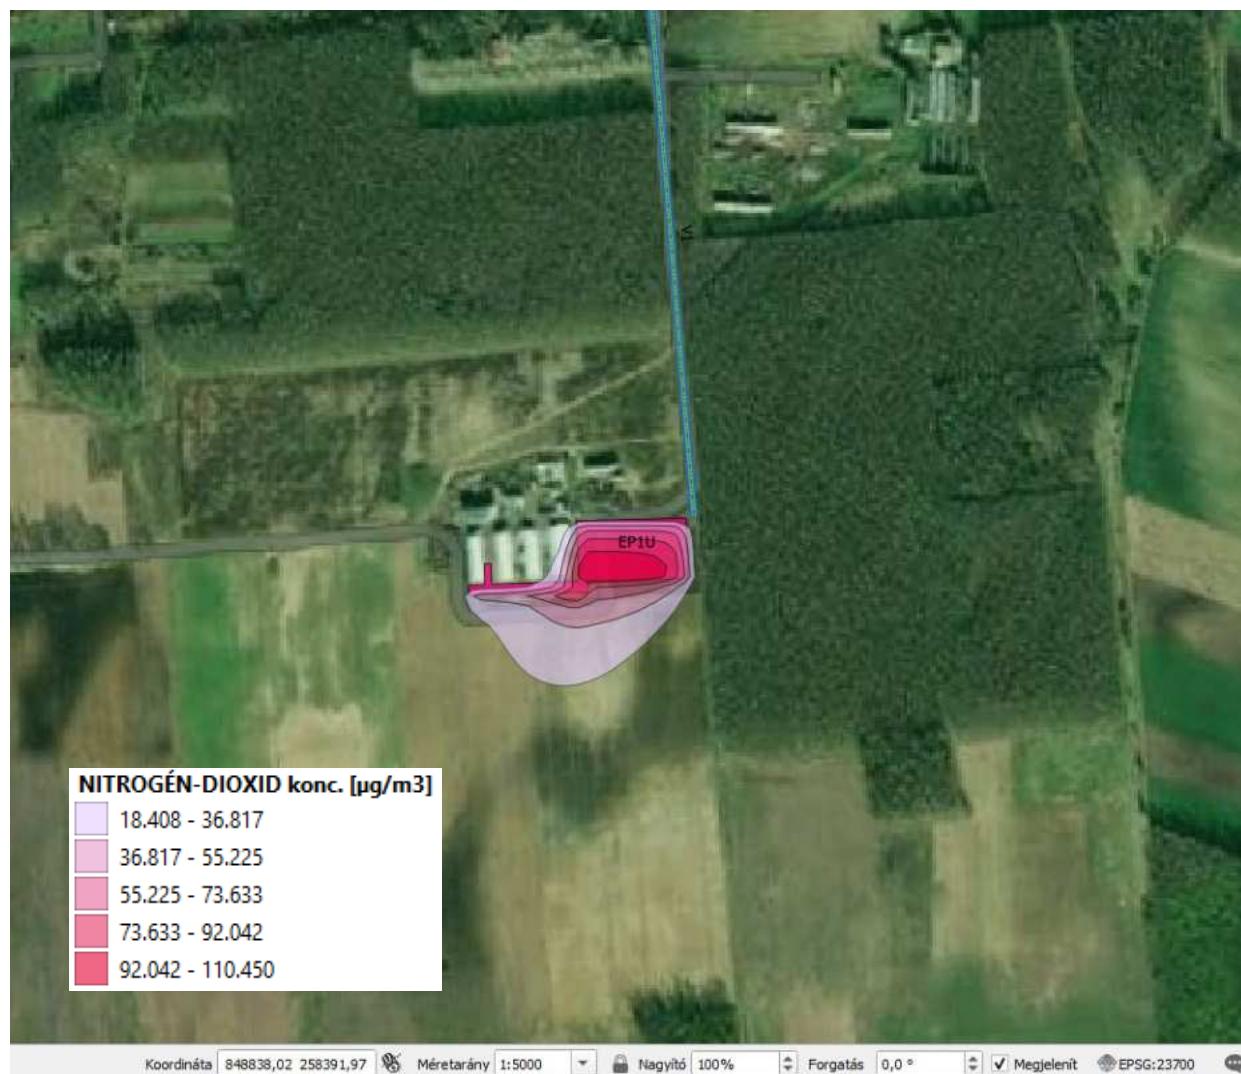 V1
EP1U
NITROGÉN-DIOXID konc. [µg/m3]
18.408 - 36.817
36.817 - 55.225
55.225 - 73.633
73.633 - 92.042
92.042 - 110.450
Koordináta 848838,02 258391,97 Méretarány 1:5000 Nagyító 100% Forgatás 0,0 ° Megjelenít EPSG:23700